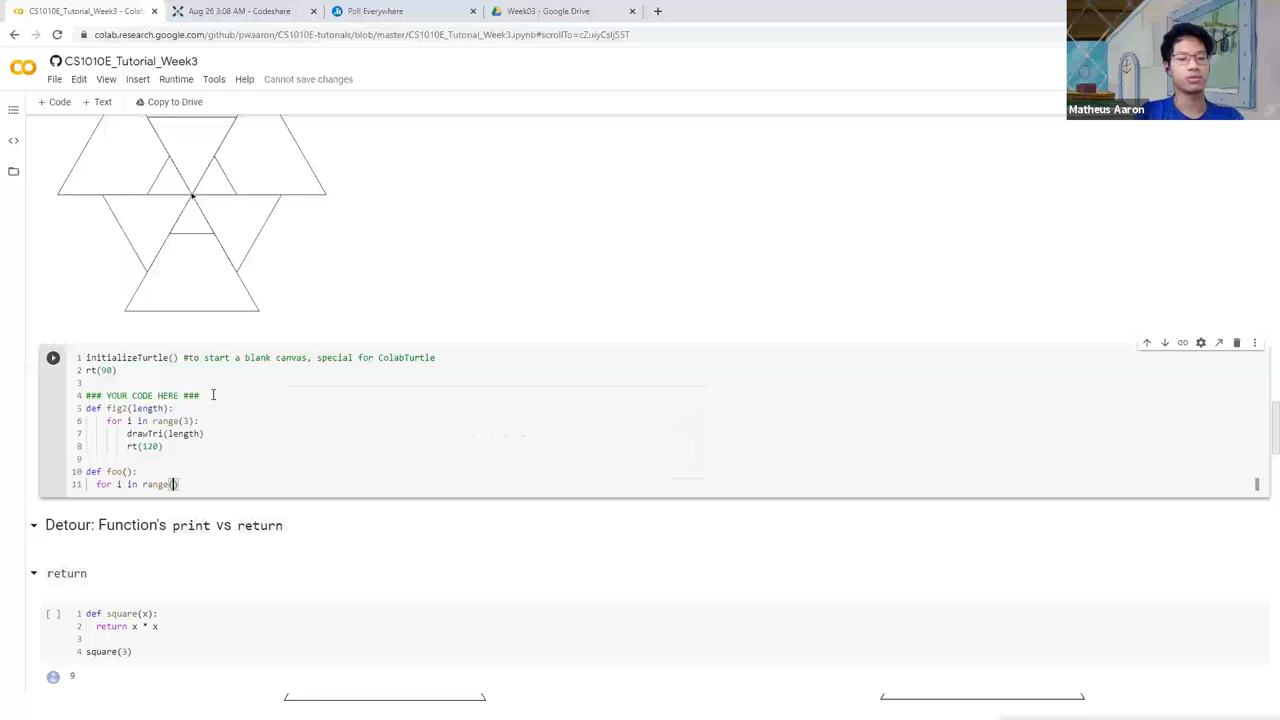 CS1010E_Tutorial_Week3 - Colab
Aug 26 3:08 AM - Codeshare
Poll Everywhere
Week03 - Google Drive
colab.research.google.com/github/pwaaron/CS1010E-tutorials/blob/master/CS1010E_Tutorial_Week3.ipynb#scrollTo=cZuiyCsljS5T
CO
CS1010E_Tutorial_Week3
File Edit View Insert Runtime Tools Help Cannot save changes
+ Code + Text Copy to Drive
Matheus Aaron
1 initializeTurtle() #to start a blank canvas, special for ColabTurtle
2 rt(90)
3
4 ### YOUR CODE HERE ###
5 def fig2(length):
6 for i in range(3):
7 drawTri(length)
8 rt(120)
9
10 def foo():
11 for i in range()
Detour: Function's print vs return
return
[ ] 1 def square(x):
2 return x * x
3
4 square(3)
9